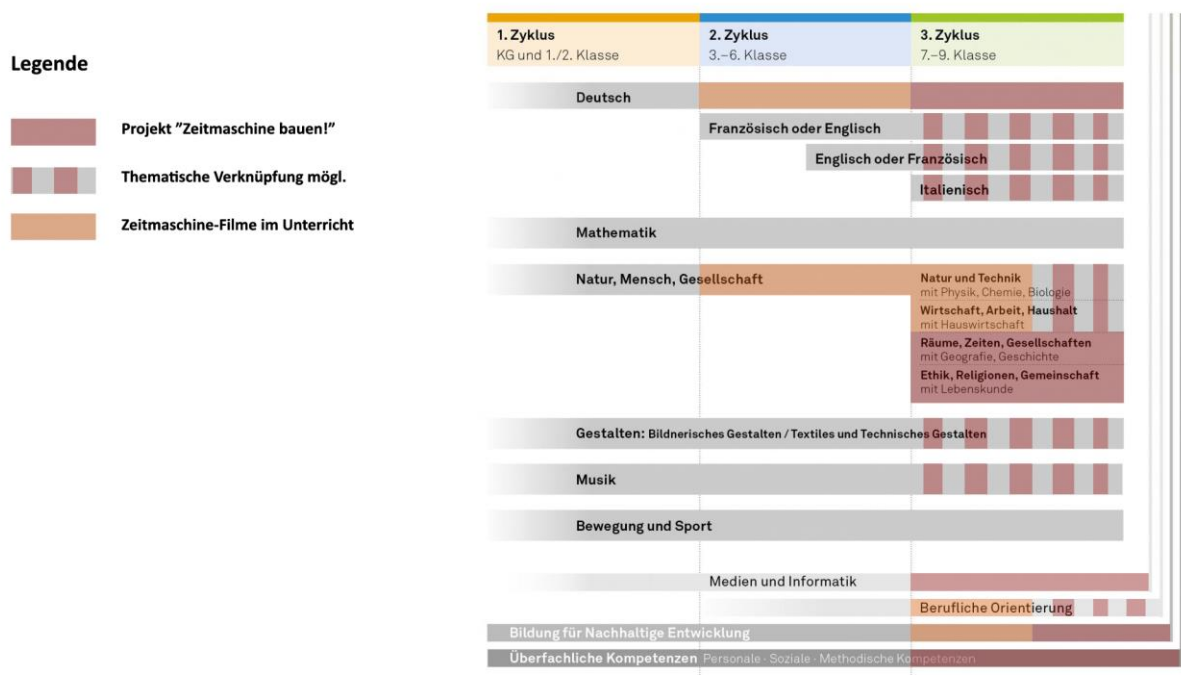 Legende
Projekt "Zeitmaschine bauen!"
Thematische Verknüpfung mögl.
Zeitmaschine-Filme im Unterricht
1. Zyklus
KG und 1./2. Klasse
2. Zyklus
3.–6. Klasse
3. Zyklus
7.–9. Klasse
Deutsch
Französisch oder Englisch
Englisch oder Französisch
Italienisch
Mathematik
Natur, Mensch, Gesellschaft
Natur und Technik
mit Physik, Chemie, Biologie
Wirtschaft, Arbeit, Haushalt
mit Hauswirtschaft
Räume, Zeiten, Gesellschaften
mit Geografie, Geschichte
Ethik, Religionen, Gemeinschaft
mit Lebenskunde
Gestalten: Bildnerisches Gestalten / Textiles und Technisches Gestalten
Musik
Bewegung und Sport
Medien und Informatik
Berufliche Orientierung
Bildung für Nachhaltige Entwicklung
Überfachliche Kompetenzen Personale · Soziale · Methodische Kompetenzen